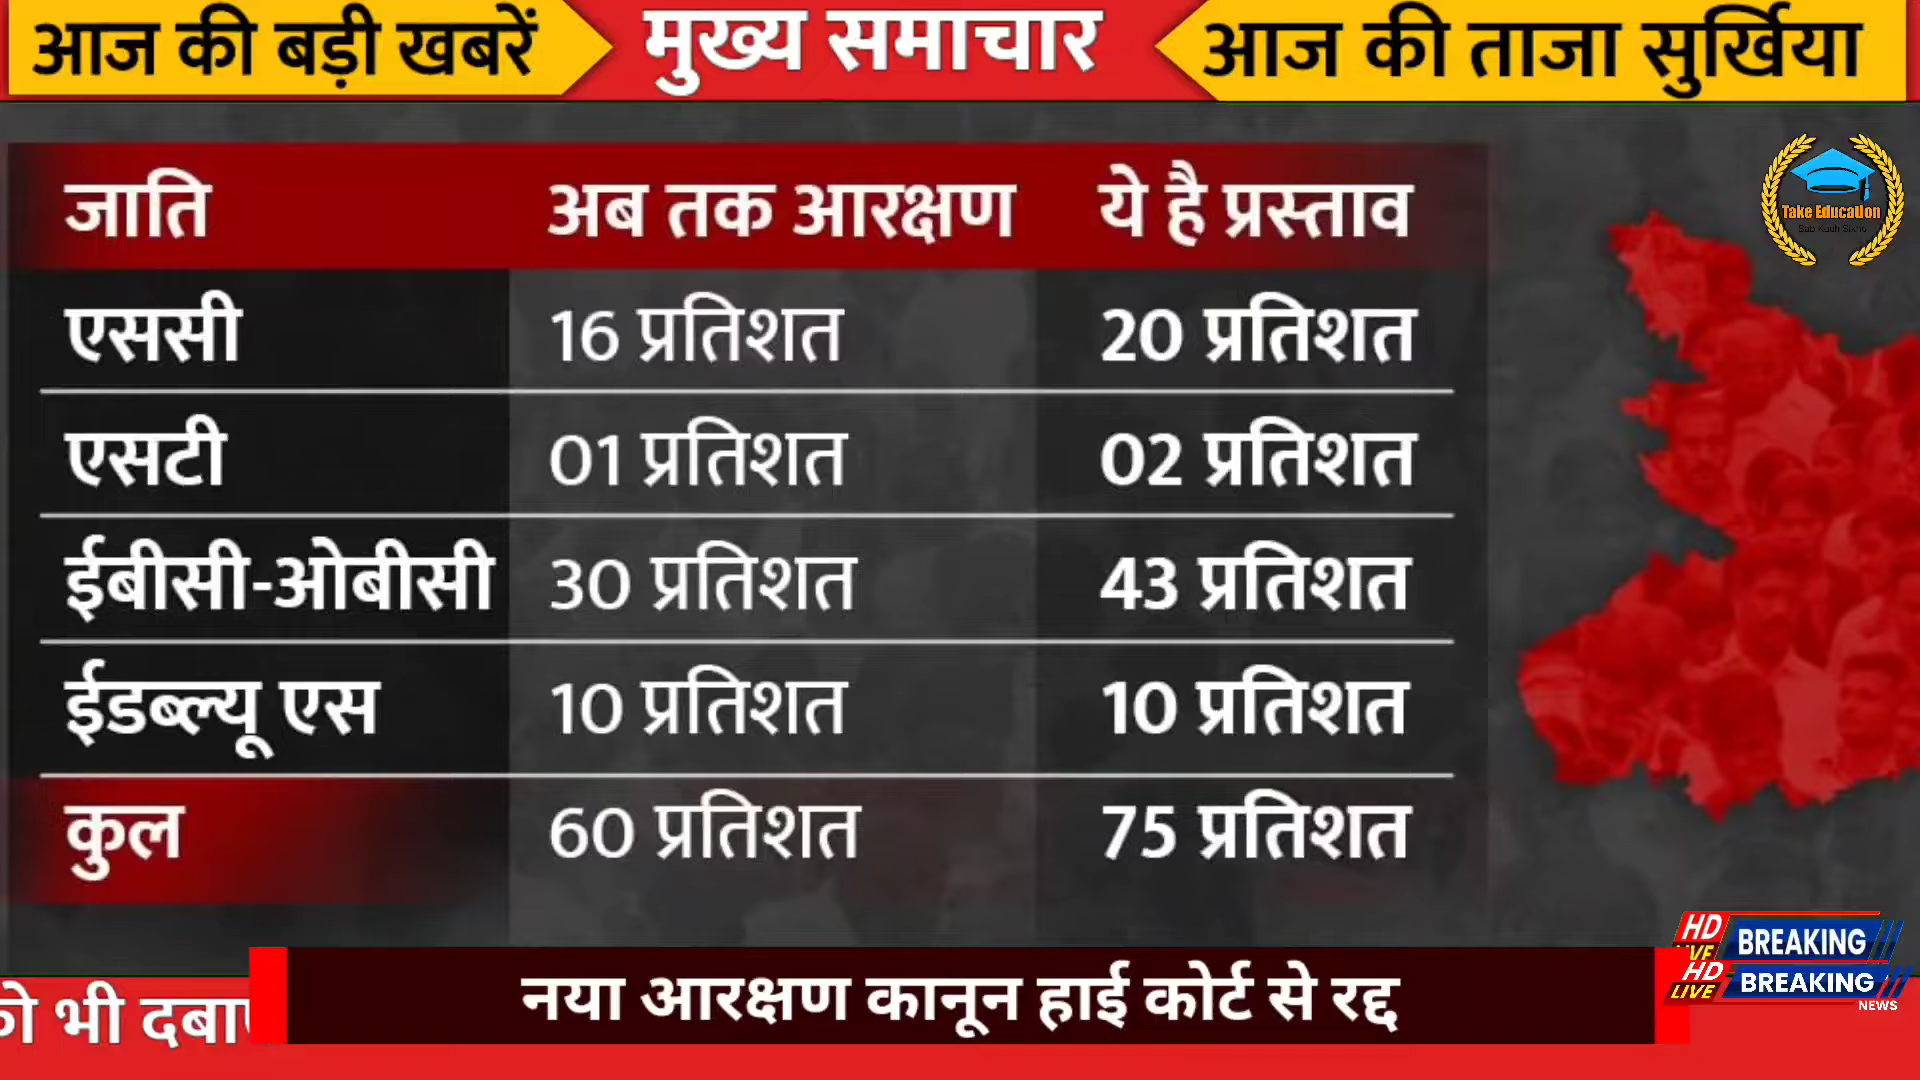 आज की बड़ी खबरें
मुख्य समाचार
आज की ताजा सुर्खिया
Take Education
Sab Kuch Sikho
जाति अब तक आरक्षण ये है प्रस्ताव
एससी 16 प्रतिशत 20 प्रतिशत
एसटी 01 प्रतिशत 02 प्रतिशत
ईबीसी-ओबीसी 30 प्रतिशत 43 प्रतिशत
ईडब्ल्यू एस 10 प्रतिशत 10 प्रतिशत
कुल 60 प्रतिशत 75 प्रतिशत
HD BREAKING
HD LIVE BREAKING NEWS
नया आरक्षण कानून हाई कोर्ट से रद्द
भी